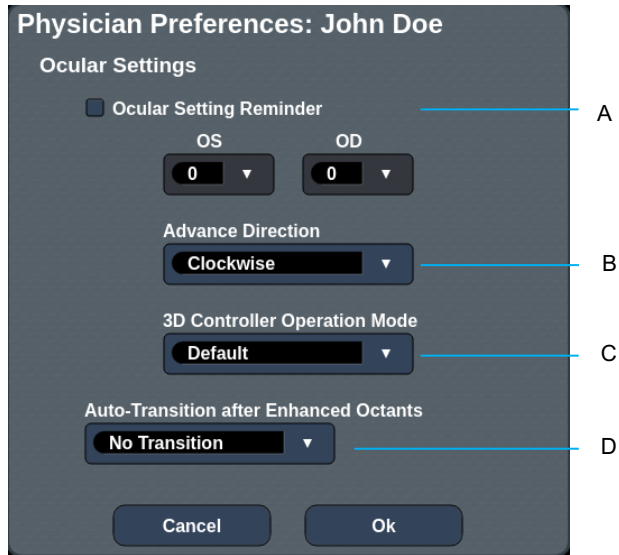 Physician Preferences: John Doe
Ocular Settings
Ocular Setting Reminder
A
OS OD
0 0
Advance Direction
Clockwise
B
3D Controller Operation Mode
Default
C
Auto-Transition after Enhanced Octants
No Transition
D
Cancel Ok